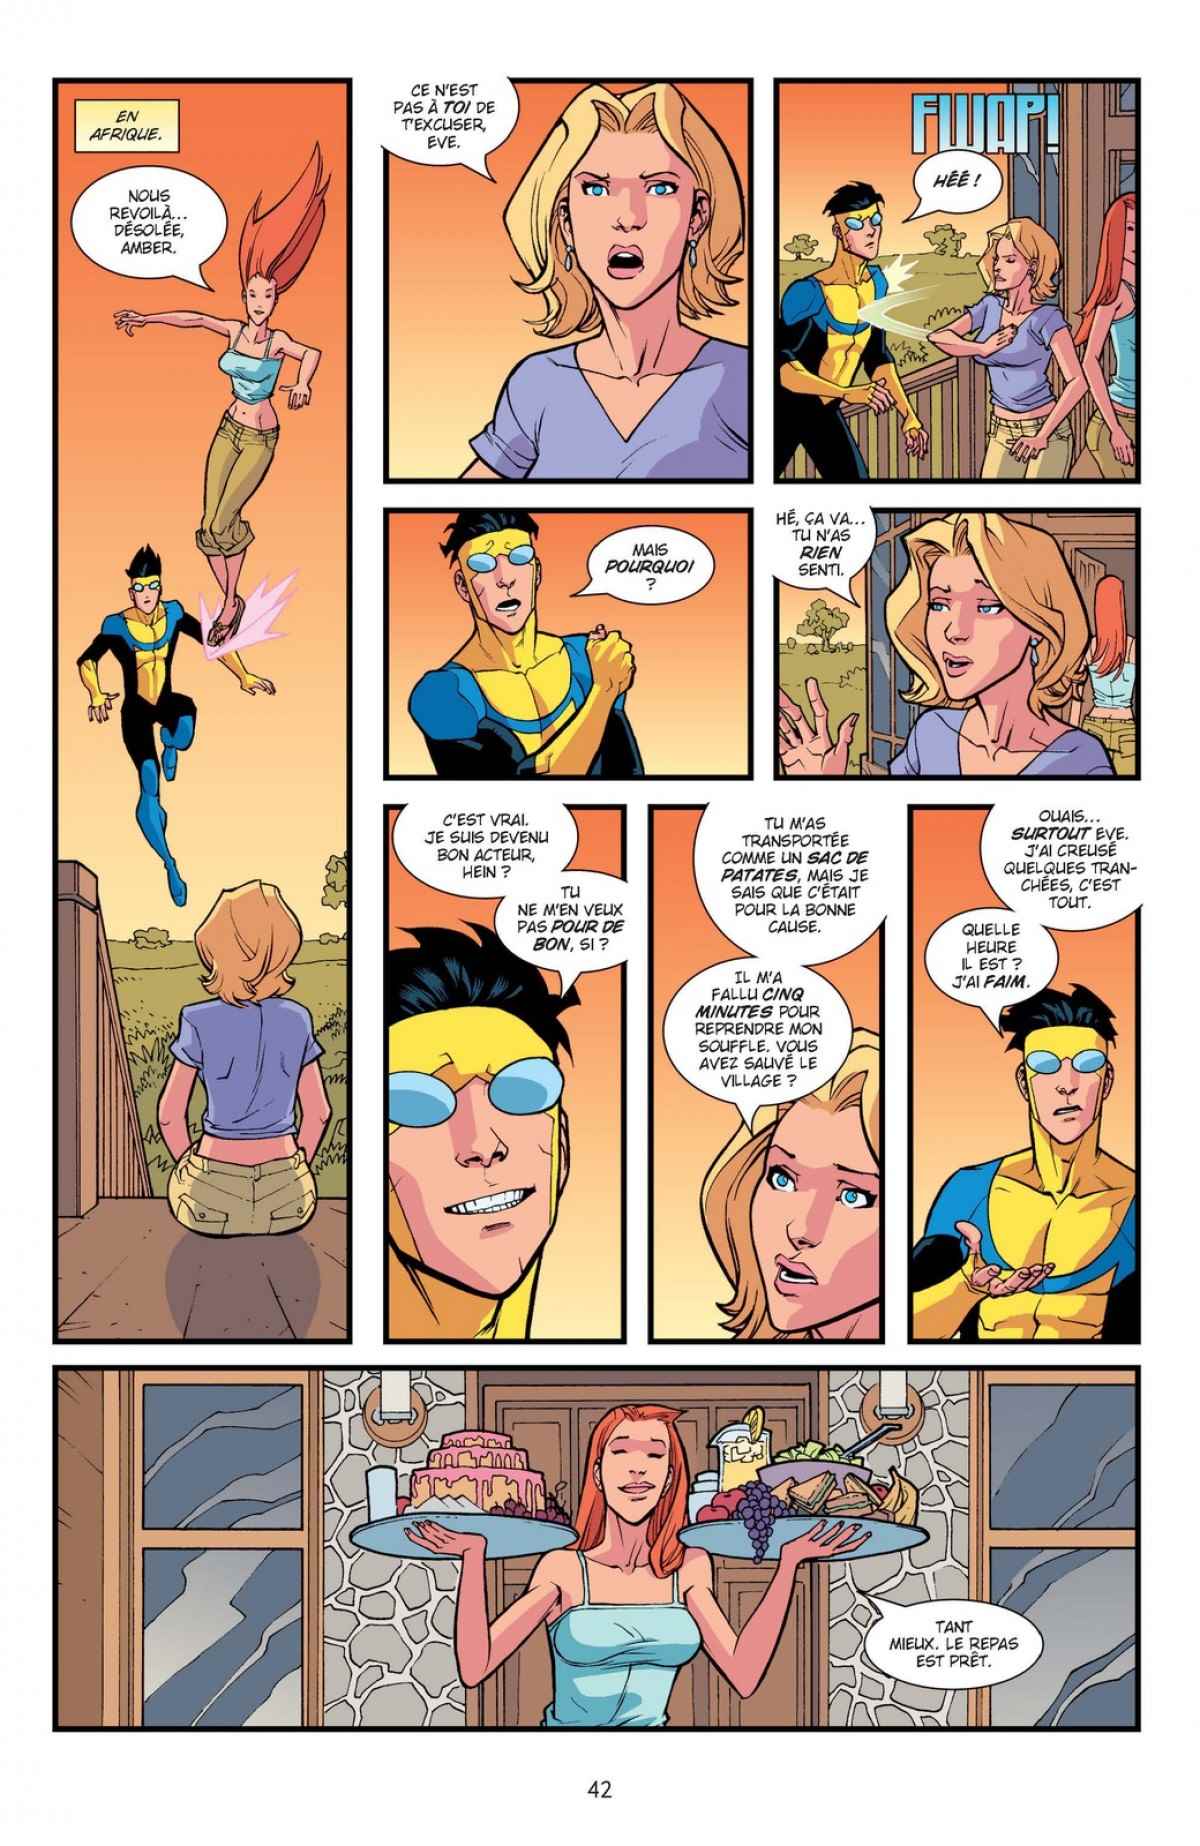 EN
AFRIQUE.
NOUS
REVOILÀ...
DÉSOLÉE,
AMBER.
CE N'EST
PAS À TOI DE
T'EXCUSER,
EVE.
FWAP!
HÉÉ !
MAIS
POURQUOI
?
HÉ, ÇA VA...
TU N'AS
RIEN
SENTI.
C'EST VRAI.
JE SUIS DEVENU
BON ACTEUR,
HEIN ?
TU
NE M'EN VEUX
PAS POUR DE
BON, SI ?
TU M'AS
TRANSPORTÉE
COMME UN SAC DE
PATATES, MAIS JE
SAIS QUE C'ÉTAIT
POUR LA BONNE
CAUSE.
IL M'A
FALLU CINQ
MINUTES POUR
REPRENDRE MON
SOUFFLE. VOUS
AVEZ SAUVÉ LE
VILLAGE ?
OUAIS...
SURTOUT EVE.
J'AI CREUSÉ
QUELQUES TRAN-
CHÉES, C'EST
TOUT.
QUELLE
HEURE
IL EST ?
J'AI FAIM.
TANT
MIEUX. LE REPAS
EST PRÊT.
42